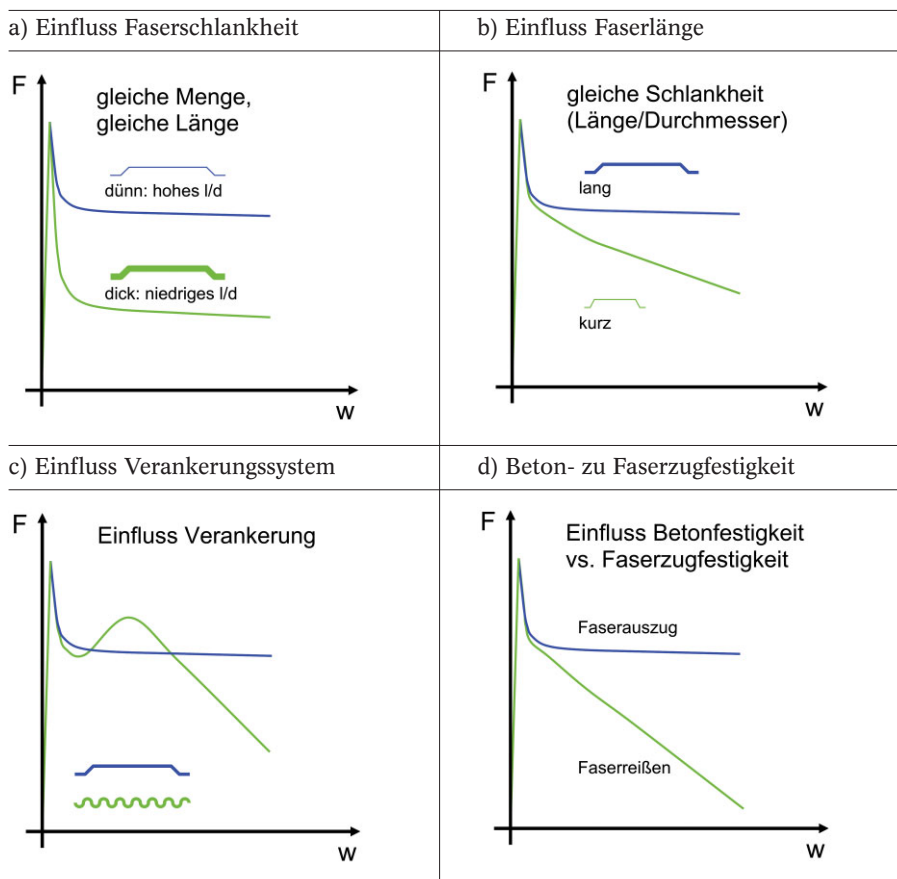 a) Einfluss Faserschlankheit
b) Einfluss Faserlänge
F
gleiche Menge,
gleiche Länge
dünn: hohes l/d
dick: niedriges l/d
w
F
gleiche Schlankheit
(Länge/Durchmesser)
lang
kurz
w
c) Einfluss Verankerungssystem
d) Beton- zu Faserzugfestigkeit
F
Einfluss Verankerung
w
F
Einfluss Betonfestigkeit
vs. Faserzugfestigkeit
Faserauszug
Faserreißen
w